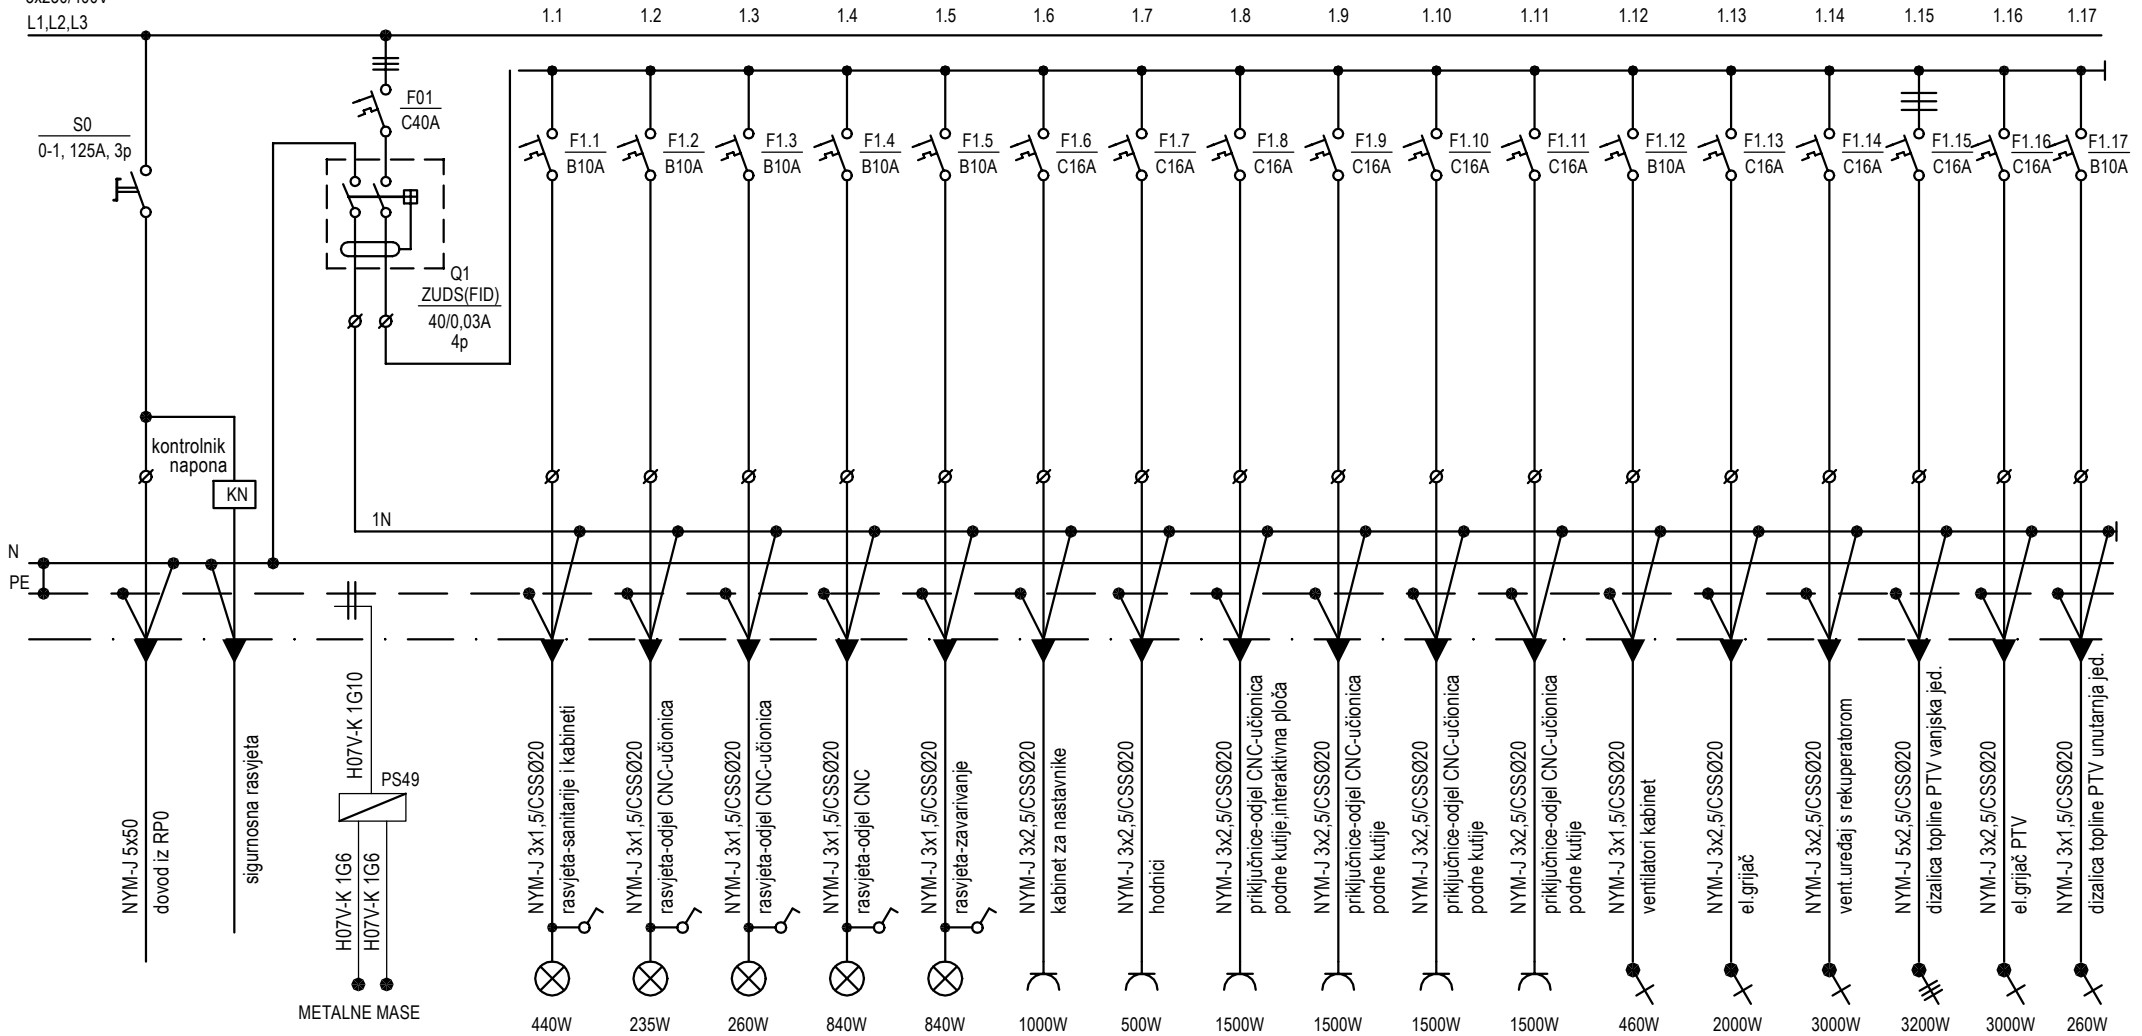 L1,L2,L3
1.1
1.2
1.3
1.4
1.5
1.6
1.7
1.8
1.9
1.10
1.11
1.12
1.13
1.14
1.15
1.16
1.17
S0
0-1, 125A, 3p
F01
C40A
F1.1
B10A
F1.2
B10A
F1.3
B10A
F1.4
B10A
F1.5
B10A
F1.6
C16A
F1.7
C16A
F1.8
C16A
F1.9
C16A
F1.10
C16A
F1.11
C16A
F1.12
B10A
F1.13
C16A
F1.14
C16A
F1.15
C16A
F1.16
C16A
F1.17
B10A
Q1
ZUDS(FID)
40/0,03A
4p
kontrolnik
napona
KN
1N
N
PE
NYM-J 5x50
dovod iz RP0
sigurnosna rasvjeta
H07V-K 1G10
PS49
H07V-K 1G6
H07V-K 1G6
METALNE MASE
NYM-J 3x1,5/CSSØ20
rasvjeta-sanitarije i kabineti
NYM-J 3x1,5/CSSØ20
rasvjeta-odjel CNC-učionica
NYM-J 3x1,5/CSSØ20
rasvjeta-odjel CNC-učionica
NYM-J 3x1,5/CSSØ20
rasvjeta-odjel CNC
NYM-J 3x1,5/CSSØ20
rasvjeta-zavarivanje
NYM-J 3x2,5/CSSØ20
kabinet za nastavnike
NYM-J 3x2,5/CSSØ20
hodnici
NYM-J 3x2,5/CSSØ20
priključnice-odjel CNC-učionica
podne kutije,interaktivna ploča
NYM-J 3x2,5/CSSØ20
priključnice-odjel CNC-učionica
podne kutije
NYM-J 3x2,5/CSSØ20
priključnice-odjel CNC-učionica
podne kutije
NYM-J 3x2,5/CSSØ20
priključnice-odjel CNC-učionica
podne kutije
NYM-J 3x1,5/CSSØ20
ventilatori kabinet
NYM-J 3x2,5/CSSØ20
el.grijač
NYM-J 3x2,5/CSSØ20
vent.uređaj s rekuperatorom
NYM-J 5x2,5/CSSØ20
dizalica topline PTV vanjska jed.
NYM-J 3x2,5/CSSØ20
el.grijač PTV
NYM-J 3x1,5/CSSØ20
dizalica topline PTV unutarnja jed.
440W
235W
260W
840W
840W
1000W
500W
1500W
1500W
1500W
1500W
460W
2000W
3000W
3200W
3000W
260W